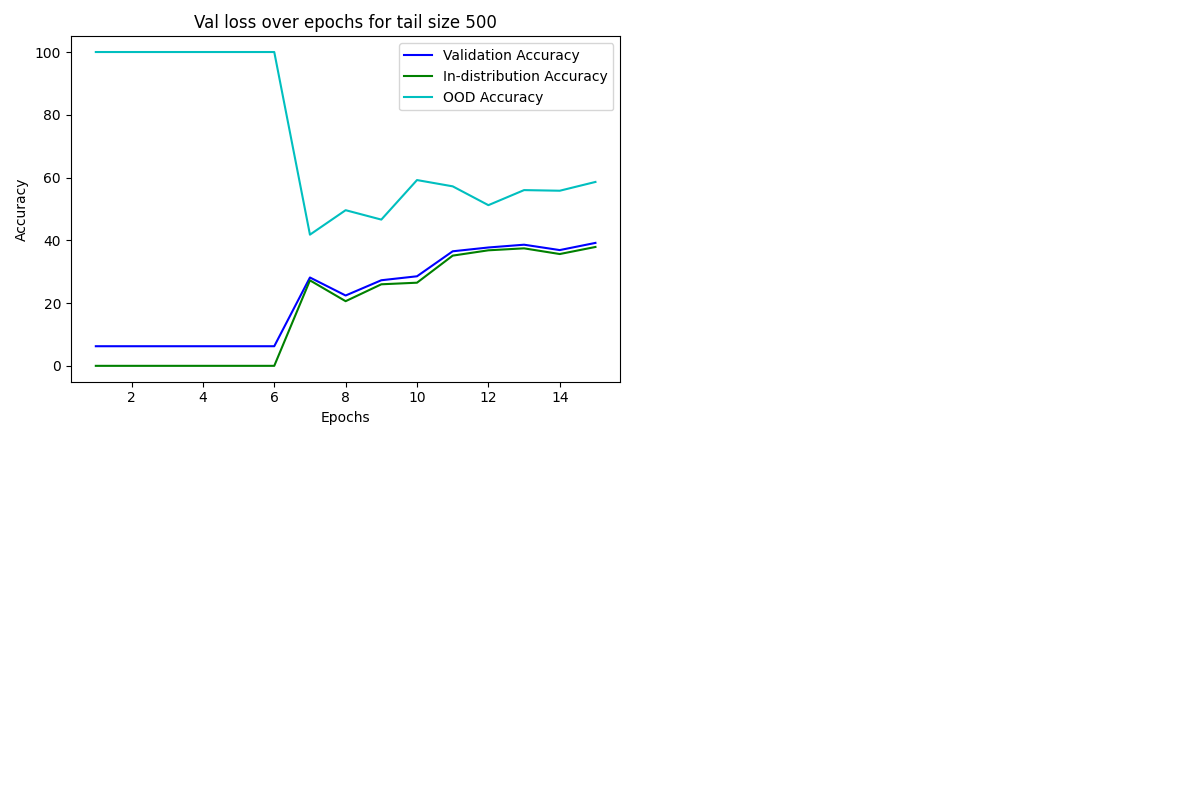 Val loss over epochs for tail size 500
Validation Accuracy
In-distribution Accuracy
OOD Accuracy
Accuracy
100
80
60
40
20
0
2 4 6 8 10 12 14
Epochs